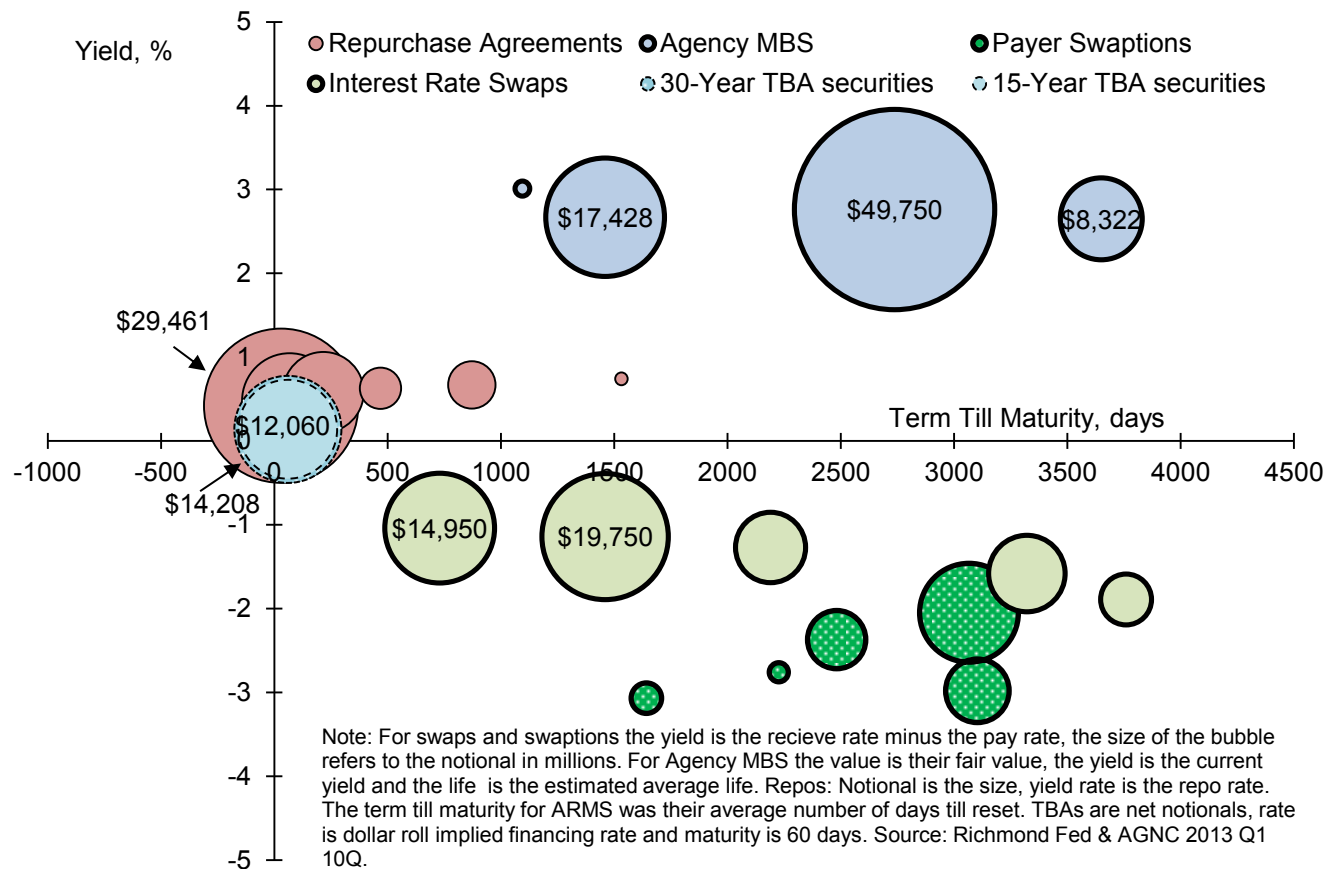 5
Yield, %
Repurchase Agreements
Agency MBS
Payer Swaptions
Interest Rate Swaps
30-Year TBA securities
15-Year TBA securities
4
3
$17,428
$49,750
$8,322
2
$29,461
1
$12,060
0
Term Till Maturity, days
-1000
-500
0
500
1000
1500
2000
2500
3000
3500
4000
4500
$14,208
-1
$14,950
$19,750
-2
-3
Note: For swaps and swaptions the yield is the recieve rate minus the pay rate, the size of the bubble
refers to the notional in millions. For Agency MBS the value is their fair value, the yield is the current
yield and the life is the estimated average life. Repos: Notional is the size, yield rate is the repo rate.
The term till maturity for ARMS was their average number of days till reset. TBAs are net notionals, rate
is dollar roll implied financing rate and maturity is 60 days. Source: Richmond Fed & AGNC 2013 Q1
10Q.
-4
-5